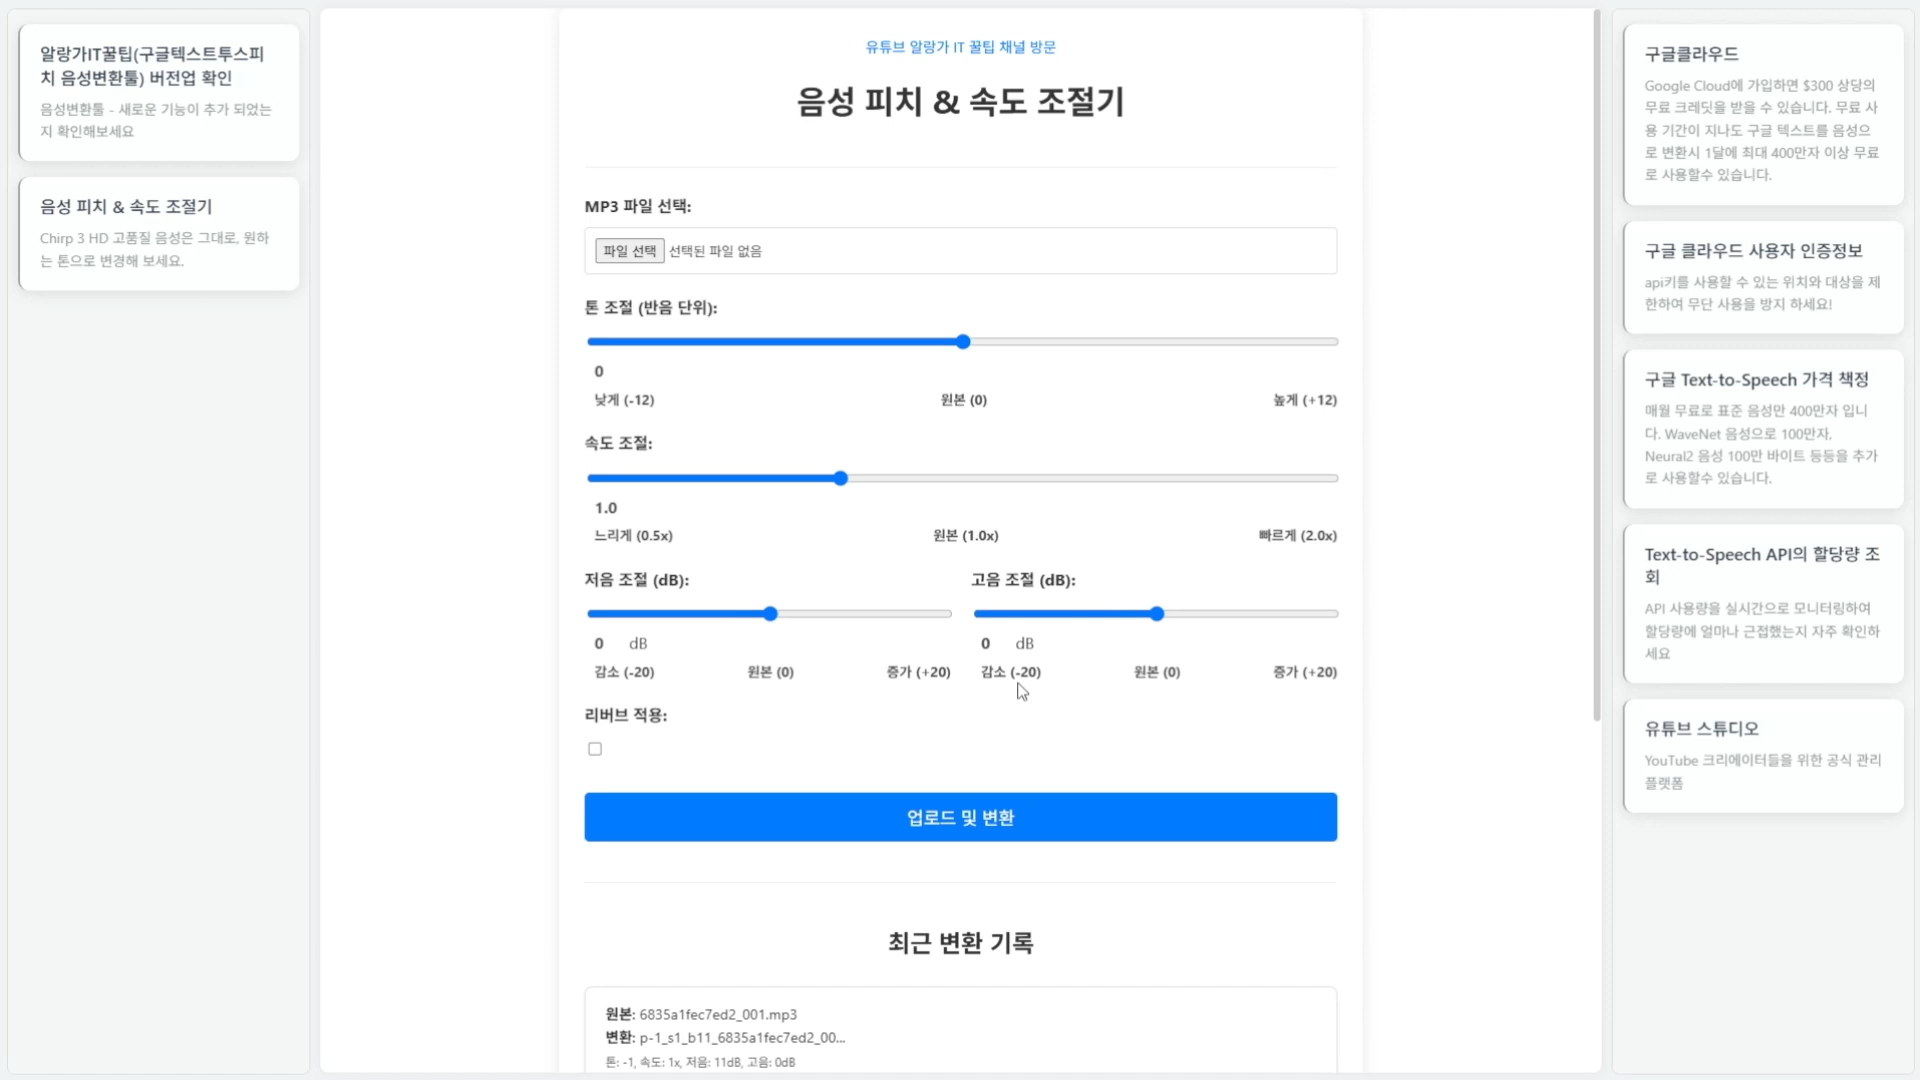 알랑가IT꿀팁(구글텍스트투스피
치 음성변환툴) 버전업 확인
음성변환툴 - 새로운 기능이 추가 되었는
지 확인해보세요
음성 피치 & 속도 조절기
Chirp 3 HD 고품질 음성은 그대로, 원하
는 톤으로 변경해 보세요.
유튜브 알랑가 IT 꿀팁 채널 방문
음성 피치 & 속도 조절기
MP3 파일 선택:
파일 선택 선택된 파일 없음
톤 조절 (반음 단위):
0
낮게 (-12) 원본 (0) 높게 (+12)
속도 조절:
1.0
느리게 (0.5x) 원본 (1.0x) 빠르게 (2.0x)
저음 조절 (dB): 고음 조절 (dB):
0 dB 0 dB
감소 (-20) 원본 (0) 증가 (+20) 감소 (-20) 원본 (0) 증가 (+20)
리버브 적용:
업로드 및 변환
최근 변환 기록
원본: 6835a1fec7ed2_001.mp3
변환: p-1_s1_b11_6835a1fec7ed2_00...
톤: -1, 속도: 1x, 저음: 11dB, 고음: 0dB
구글클라우드
Google Cloud에 가입하면 $300 상당의
무료 크레딧을 받을 수 있습니다. 무료 사
용 기간이 지나도 구글 텍스트를 음성으
로 변환시 1달에 최대 400만자 이상 무료
로 사용할수 있습니다.
구글 클라우드 사용자 인증정보
api키를 사용할 수 있는 위치와 대상을 제
한하여 무단 사용을 방지 하세요!
구글 Text-to-Speech 가격 책정
매월 무료로 표준 음성만 400만자 입니
다. WaveNet 음성으로 100만자,
Neural2 음성 100만 바이트 등등을 추가
로 사용할수 있습니다.
Text-to-Speech API의 할당량 조
회
API 사용량을 실시간으로 모니터링하여
할당량에 얼마나 근접했는지 자주 확인하
세요
유튜브 스튜디오
YouTube 크리에이터들을 위한 공식 관리
플랫폼